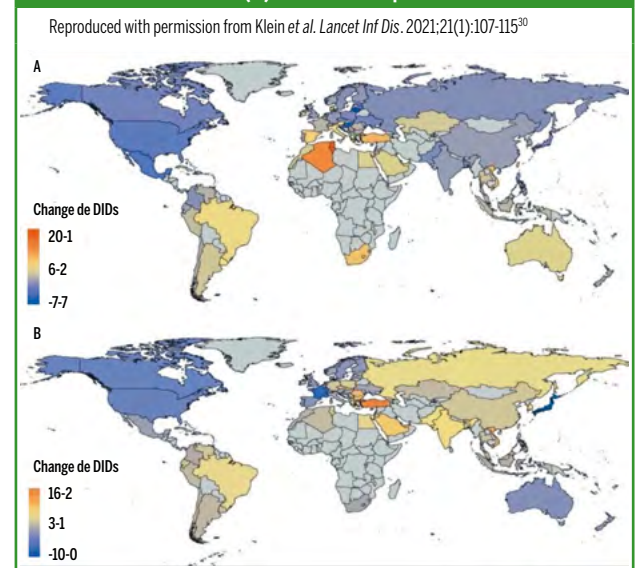 Reproduced with permission from Klein et al. Lancet Inf Dis. 2021;21(1):107-115³⁰
A
Change de DIDs
20-1
6-2
-7-7
B
Change de DIDs
16-2
3-1
-10-0